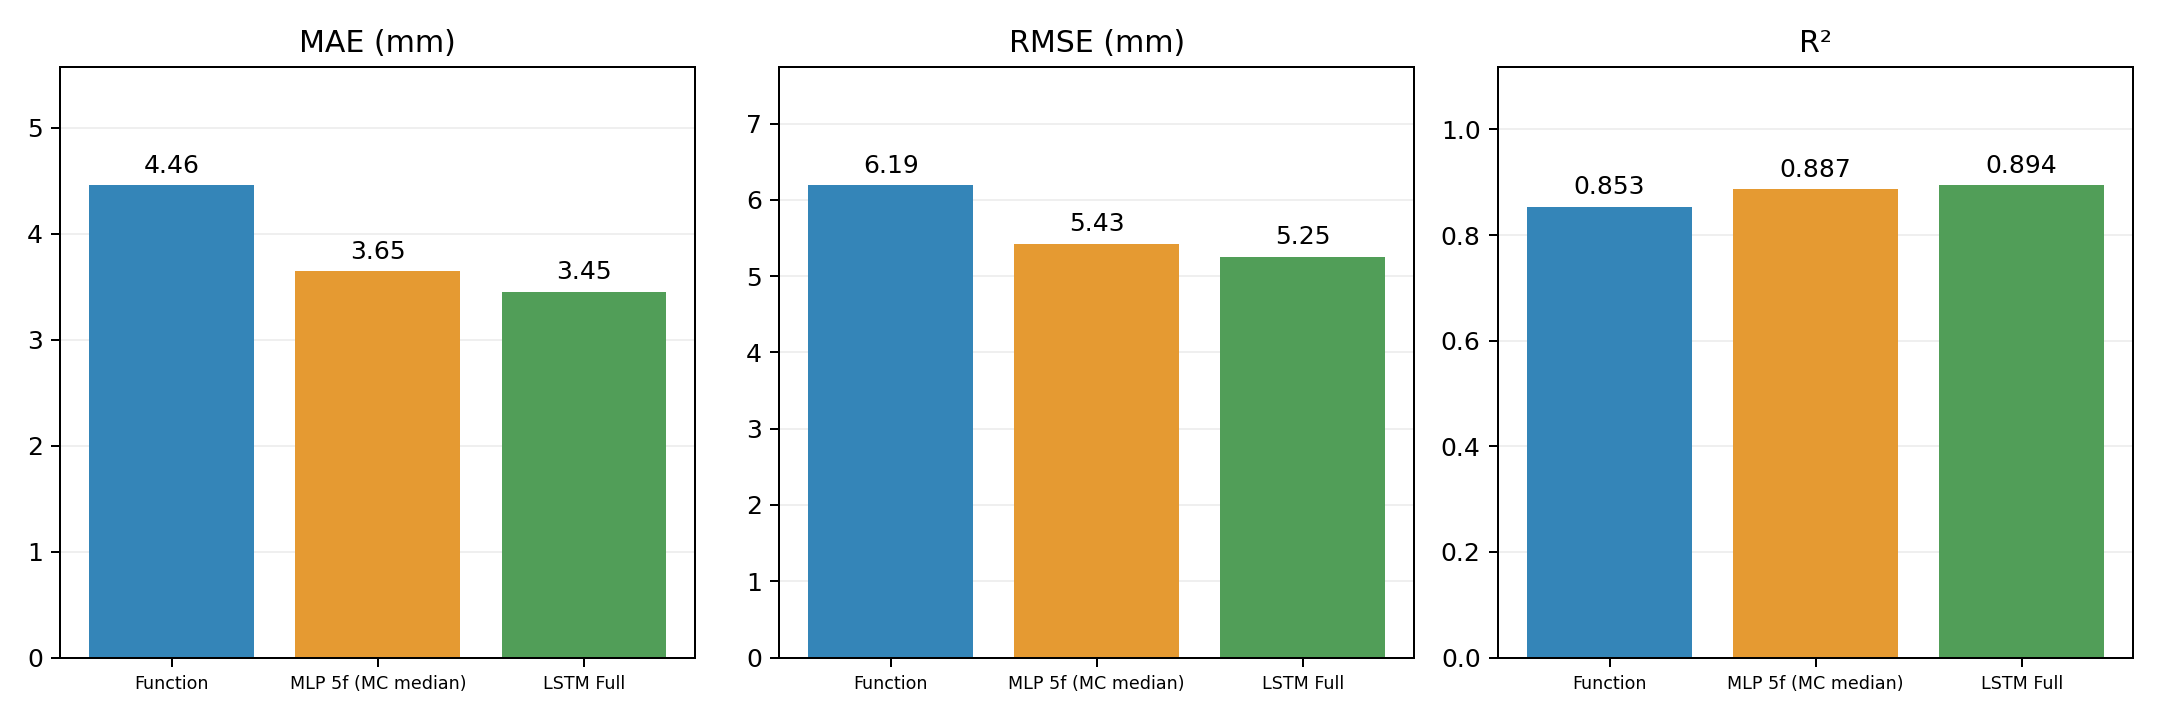 MAE (mm)
5
4
3
2
1
0
4.46
3.65
3.45
Function
MLP 5f (MC median)
LSTM Full
RMSE (mm)
7
6
5
4
3
2
1
0
6.19
5.43
5.25
Function
MLP 5f (MC median)
LSTM Full
R²
1.0
0.8
0.6
0.4
0.2
0.0
0.853
0.887
0.894
Function
MLP 5f (MC median)
LSTM Full